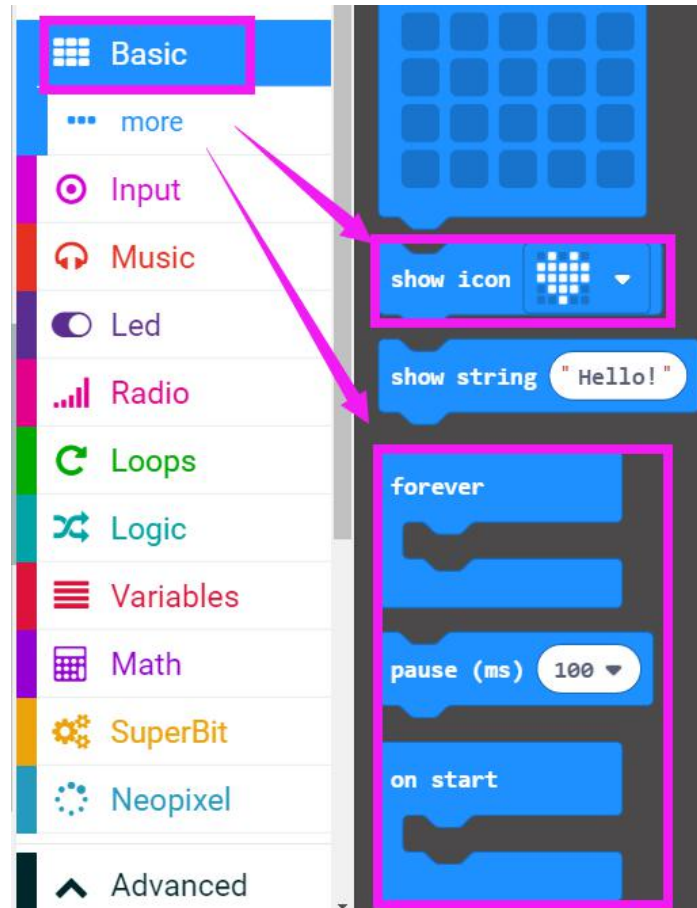 Basic
more
Input
Music
Led
Radio
Loops
Logic
Variables
Math
SuperBit
Neopixel
Advanced
show icon
show string "Hello!"
forever
pause (ms) 100
on start